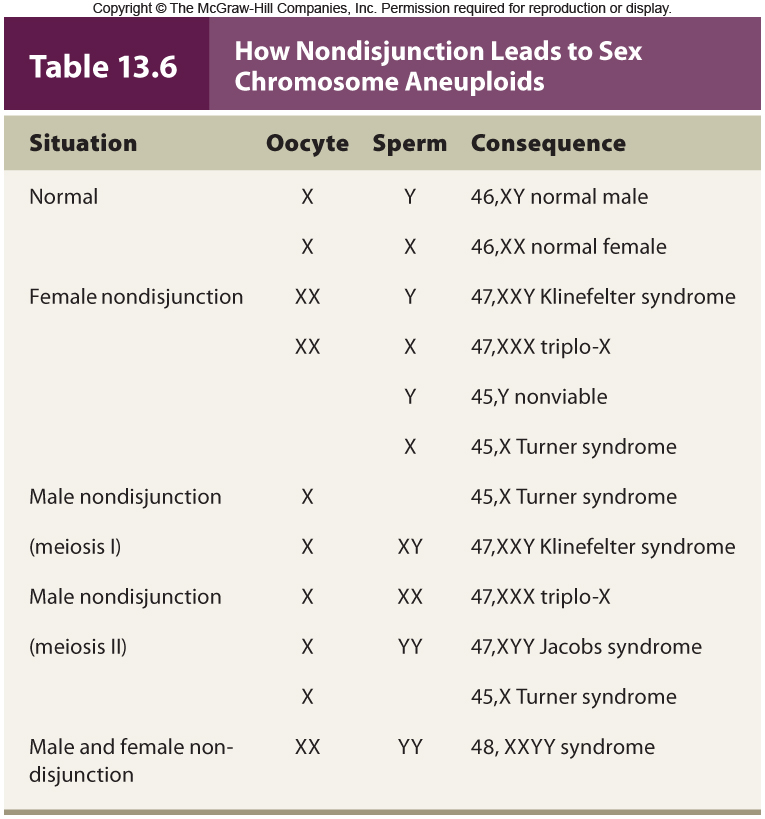 Copyright © The McGraw-Hill Companies, Inc. Permission required for reproduction or display.
Table 13.6
How Nondisjunction Leads to Sex
Chromosome Aneuploids
Situation Oocyte Sperm Consequence
Normal X Y 46,XY normal male
X X 46,XX normal female
Female nondisjunction XX Y 47,XXY Klinefelter syndrome
XX X 47,XXX triplo-X
Y 45,Y nonviable
X 45,X Turner syndrome
Male nondisjunction X 45,X Turner syndrome
(meiosis I) X XY 47,XXY Klinefelter syndrome
Male nondisjunction X XX 47,XXX triplo-X
(meiosis II) X YY 47,XYY Jacobs syndrome
X 45,X Turner syndrome
Male and female non- XX YY 48, XXYY syndrome
disjunction